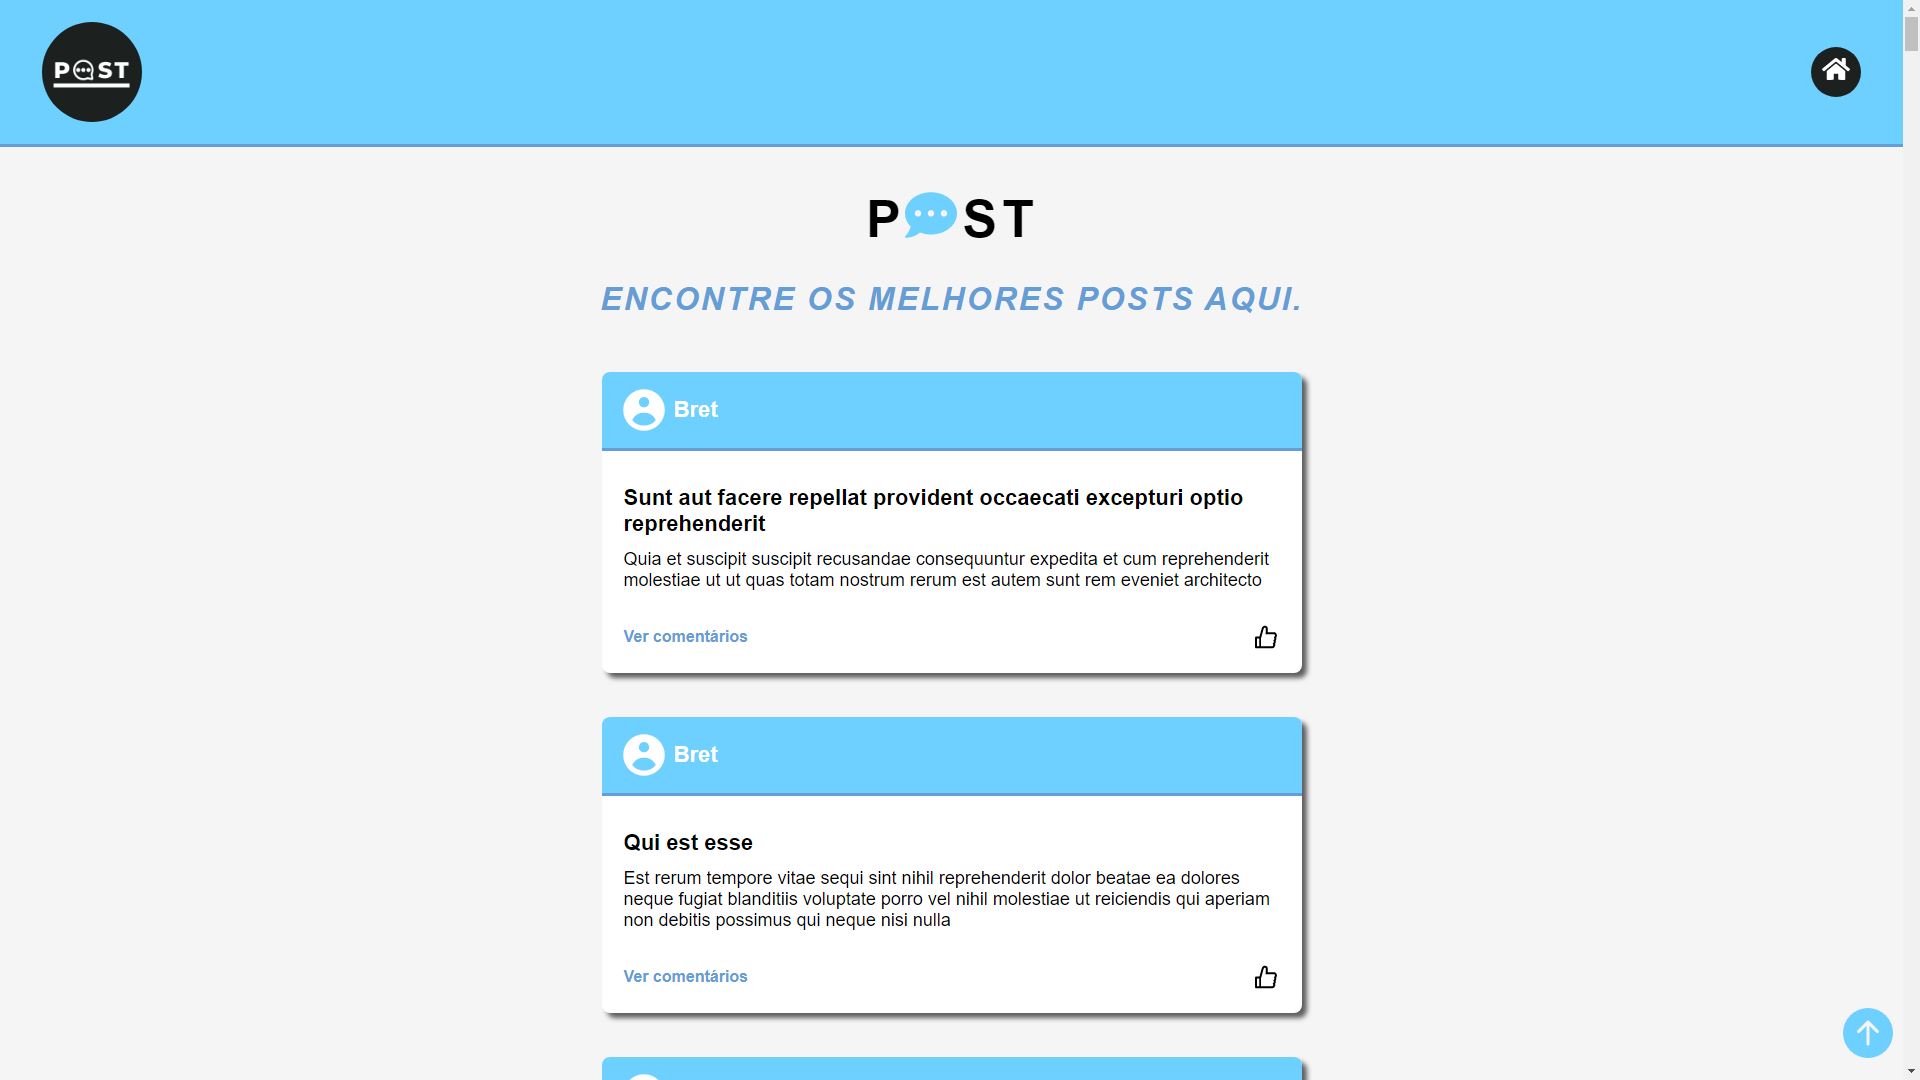 POST
POST
ENCONTRE OS MELHORES POSTS AQUI.
Bret
Sunt aut facere repellat provident occaecati excepturi optio
reprehenderit
Quia et suscipit suscipit recusandae consequuntur expedita et cum reprehenderit
molestiae ut ut quas totam nostrum rerum est autem sunt rem eveniet architecto
Ver comentários
Bret
Qui est esse
Est rerum tempore vitae sequi sint nihil reprehenderit dolor beatae ea dolores
neque fugiat blanditiis voluptate porro vel nihil molestiae ut reiciendis qui aperiam
non debitis possimus qui neque nisi nulla
Ver comentários